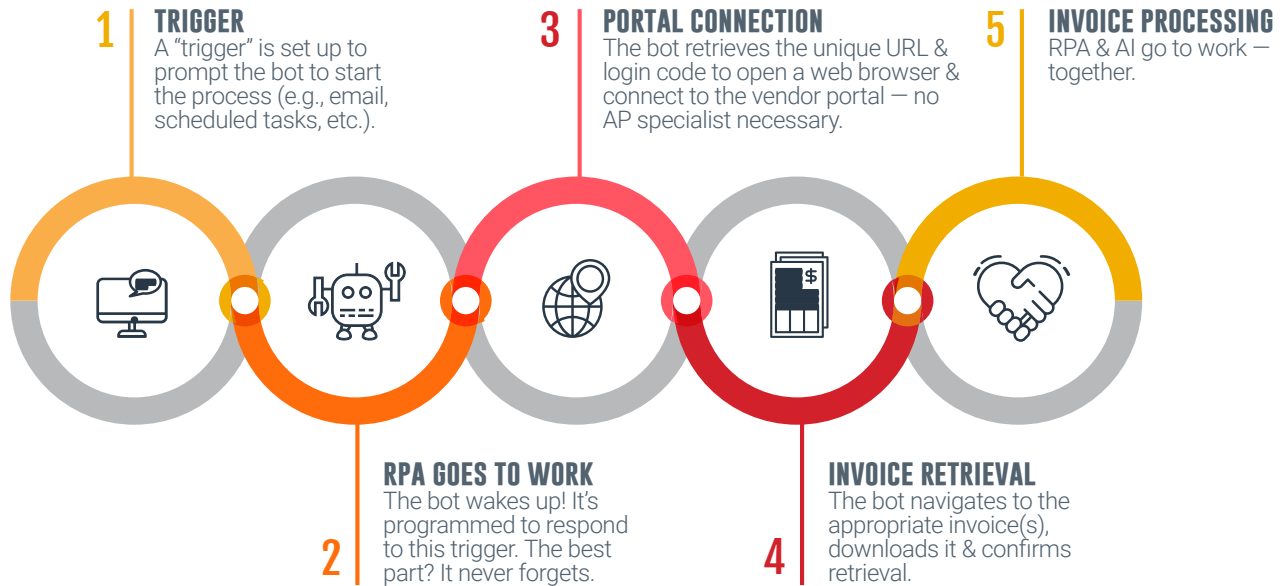 1
TRIGGER
A “trigger” is set up to
prompt the bot to start
the process (e.g., email,
scheduled tasks, etc.).
2
RPA GOES TO WORK
The bot wakes up! It’s
programmed to respond
to this trigger. The best
part? It never forgets.
3
PORTAL CONNECTION
The bot retrieves the unique URL &
login code to open a web browser &
connect to the vendor portal — no
AP specialist necessary.
$
4
INVOICE RETRIEVAL
The bot navigates to the
appropriate invoice(s),
downloads it & confirms
retrieval.
5
INVOICE PROCESSING
RPA & AI go to work —
together.